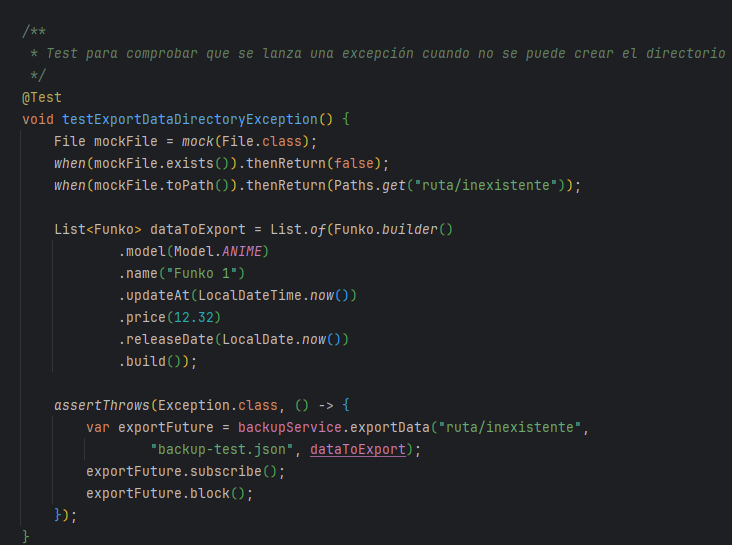 /**
 * Test para comprobar que se lanza una excepción cuando no se puede crear el directorio
 */
@Test
void testExportDataDirectoryException() {
    File mockFile = mock(File.class);
    when(mockFile.exists()).thenReturn(false);
    when(mockFile.toPath()).thenReturn(Paths.get("ruta/inexistente"));

    List<Funko> dataToExport = List.of(Funko.builder()
            .model(Model.ANIME)
            .name("Funko 1")
            .updateAt(LocalDateTime.now())
            .price(12.32)
            .releaseDate(LocalDate.now())
            .build());

    assertThrows(Exception.class, () -> {
        var exportFuture = backupService.exportData("ruta/inexistente",
                "backup-test.json", dataToExport);
        exportFuture.subscribe();
        exportFuture.block();
    });
}